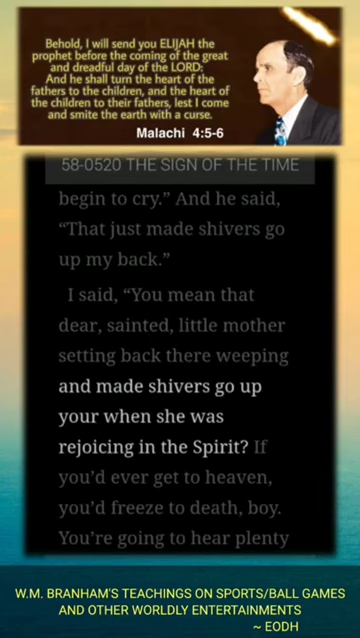 Behold, I will send you ELIJAH the
prophet before the coming of the great
and dreadful day of the LORD:
And he shall turn the heart of the
fathers to the children, and the heart of
the children to their fathers, lest I come
and smite the earth with a curse.
Malachi 4:5-6
58-0520 THE SIGN OF THE TIME
begin to cry.” And he said,
“That just made shivers go
up my back.”
I said, “You mean that
dear, sainted, little mother
setting back there weeping
and made shivers go up
your when she was
rejoicing in the Spirit? If
you’d ever get to heaven,
you’d freeze to death, boy.
You’re going to hear plenty
W.M. BRANHAM'S TEACHINGS ON SPORTS/BALL GAMES
AND OTHER WORLDLY ENTERTAINMENTS
~ EODH